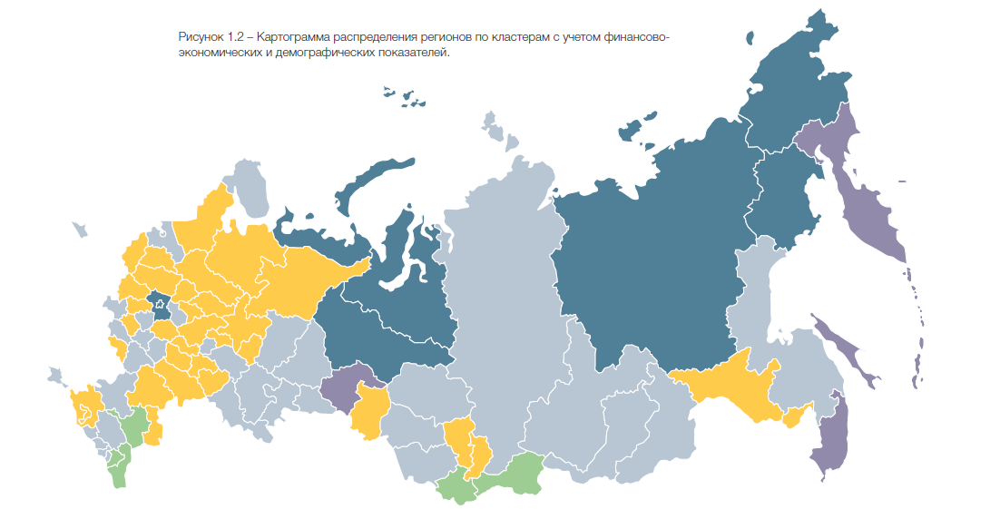 Рисунок 1.2 – Картограмма распределения регионов по кластерам с учетом финансово-
экономических и демографических показателей.